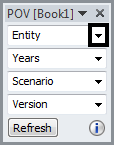 POV [Book1]
Entity
Years
Scenario
Version
Refresh